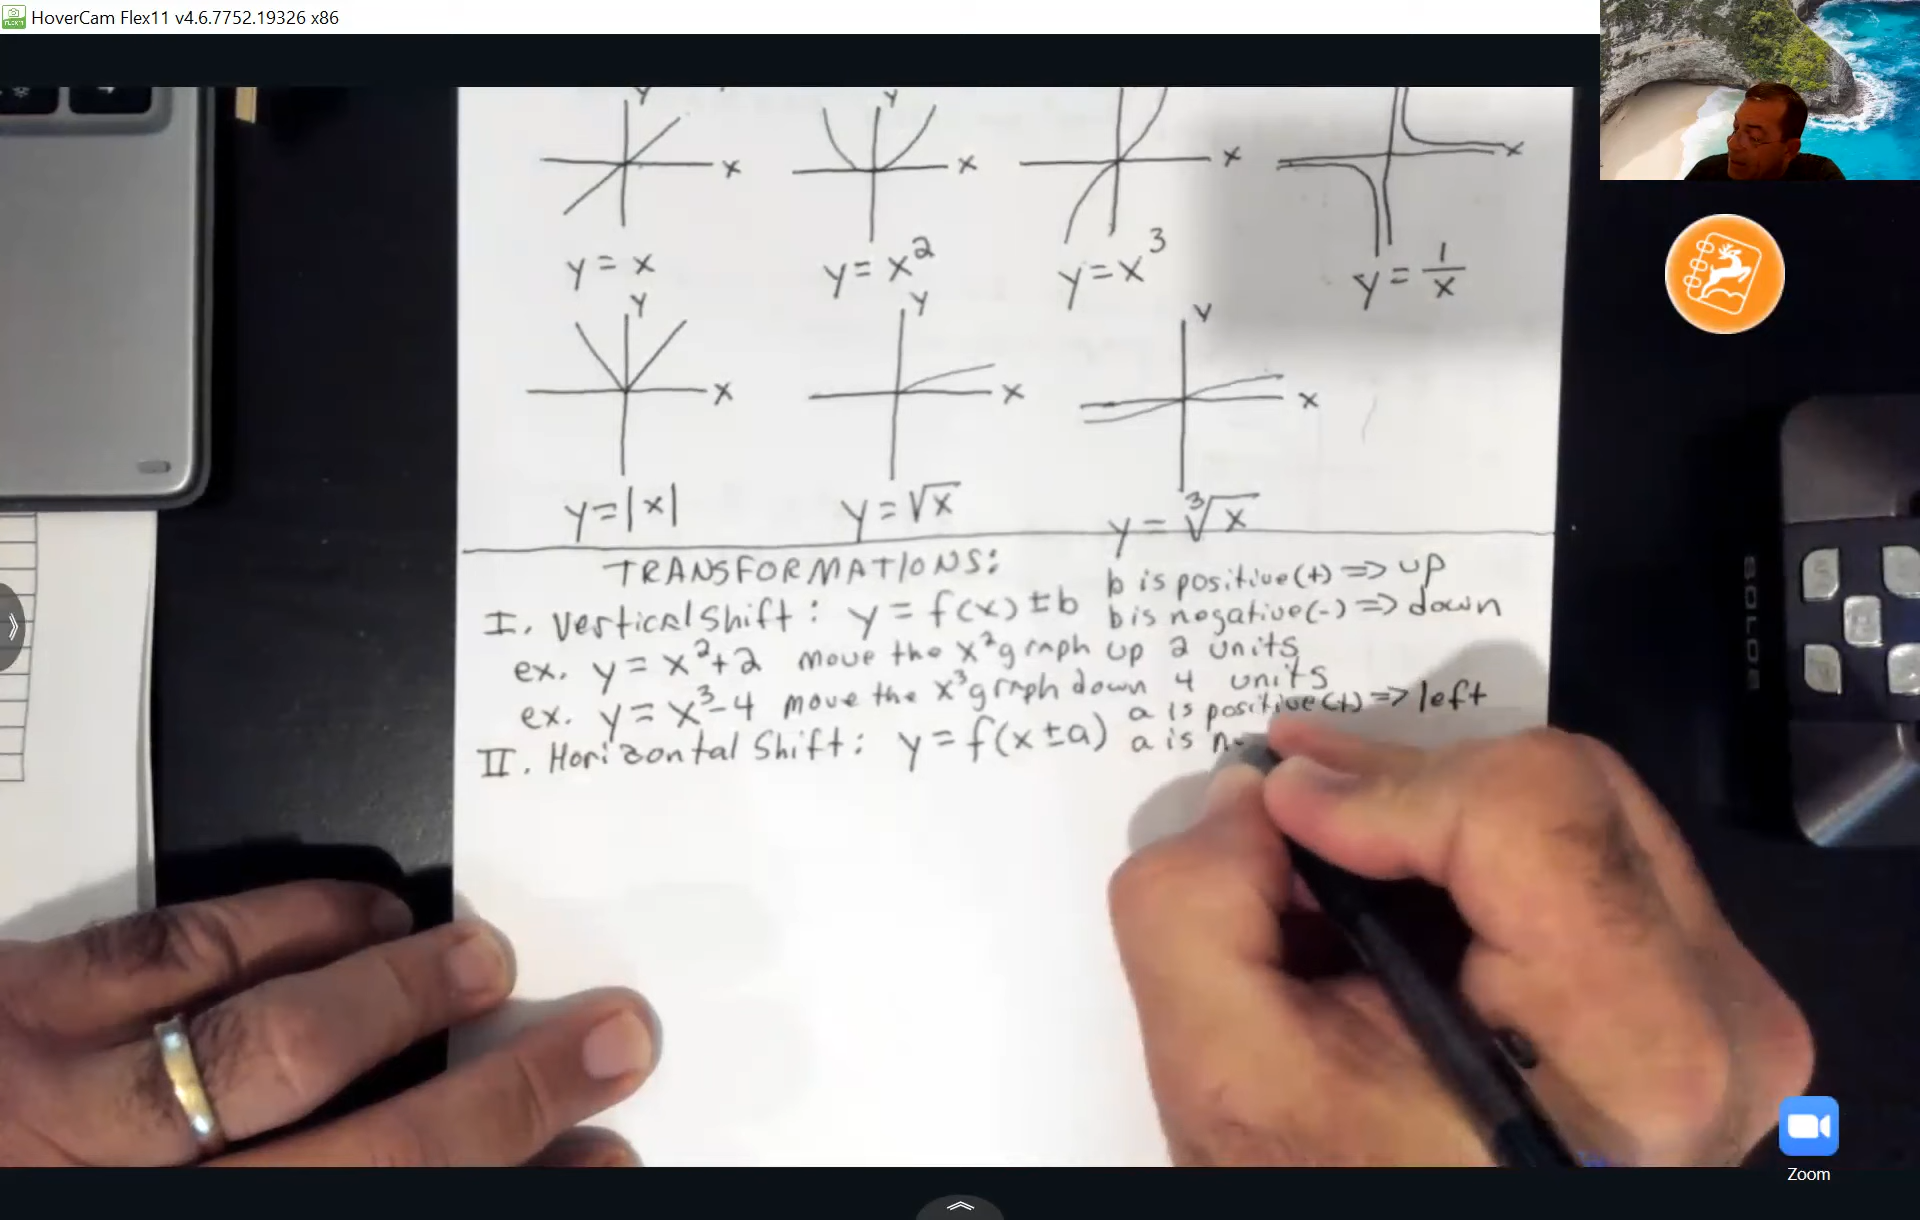 HoverCam Flex11 v4.6.7752.19326 x86
y y
x x x x
y = x y = x² y = x³ y = 1/x
y y y
x x x
y = |x| y = √x y = ∛x
TRANSFORMATIONS:
b is positive(+) => up
I. Vertical Shift: y = f(x) ± b b is negative(-) => down
ex. y = x²+2 move the x² graph up 2 units
ex. y = x³-4 move the x³ graph down 4 units
a is positive(+) => left
II. Horizontal Shift: y = f(x ± a) a is n
SOLOE
Zoom